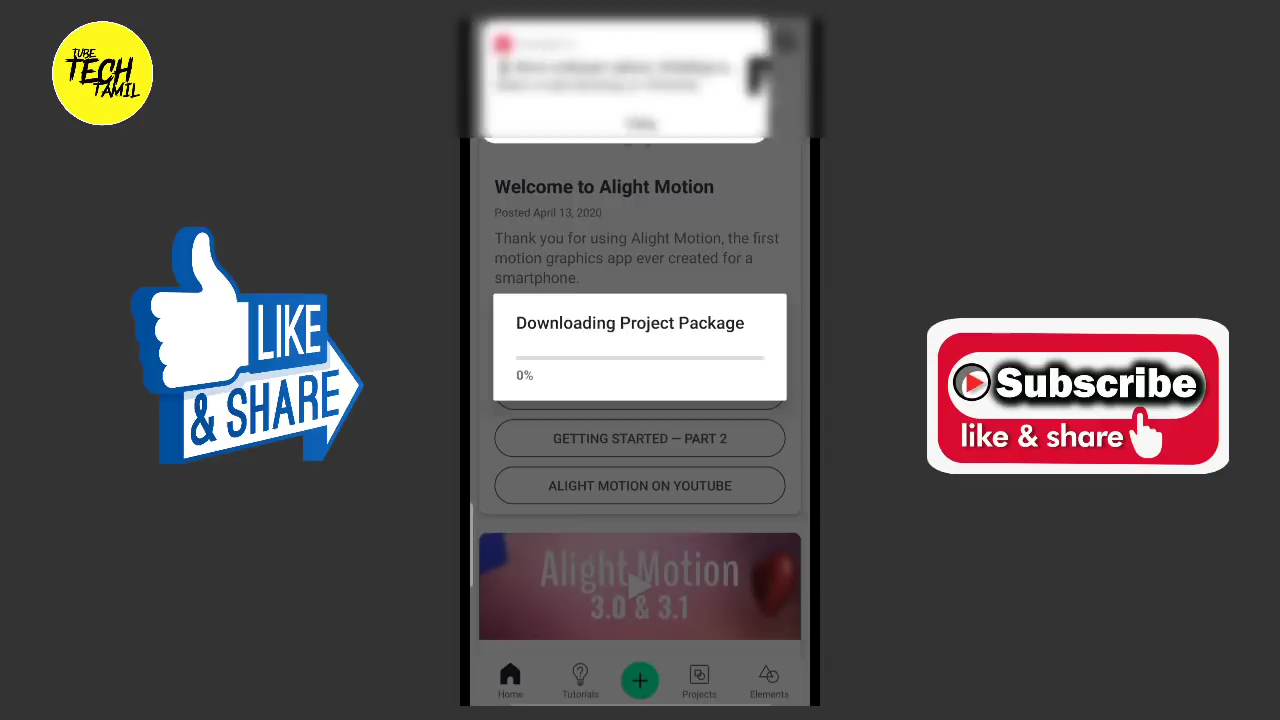 TUBE
TECH
TAMIL
LIKE
& SHARE
Welcome to Alight Motion
Posted April 13, 2020
Thank you for using Alight Motion, the first
motion graphics app ever created for a
smartphone.
Downloading Project Package
0%
GETTING STARTED — PART 2
ALIGHT MOTION ON YOUTUBE
Alight Motion
3.0 & 3.1
Home
Tutorials
Projects
Elements
Subscribe
like & share